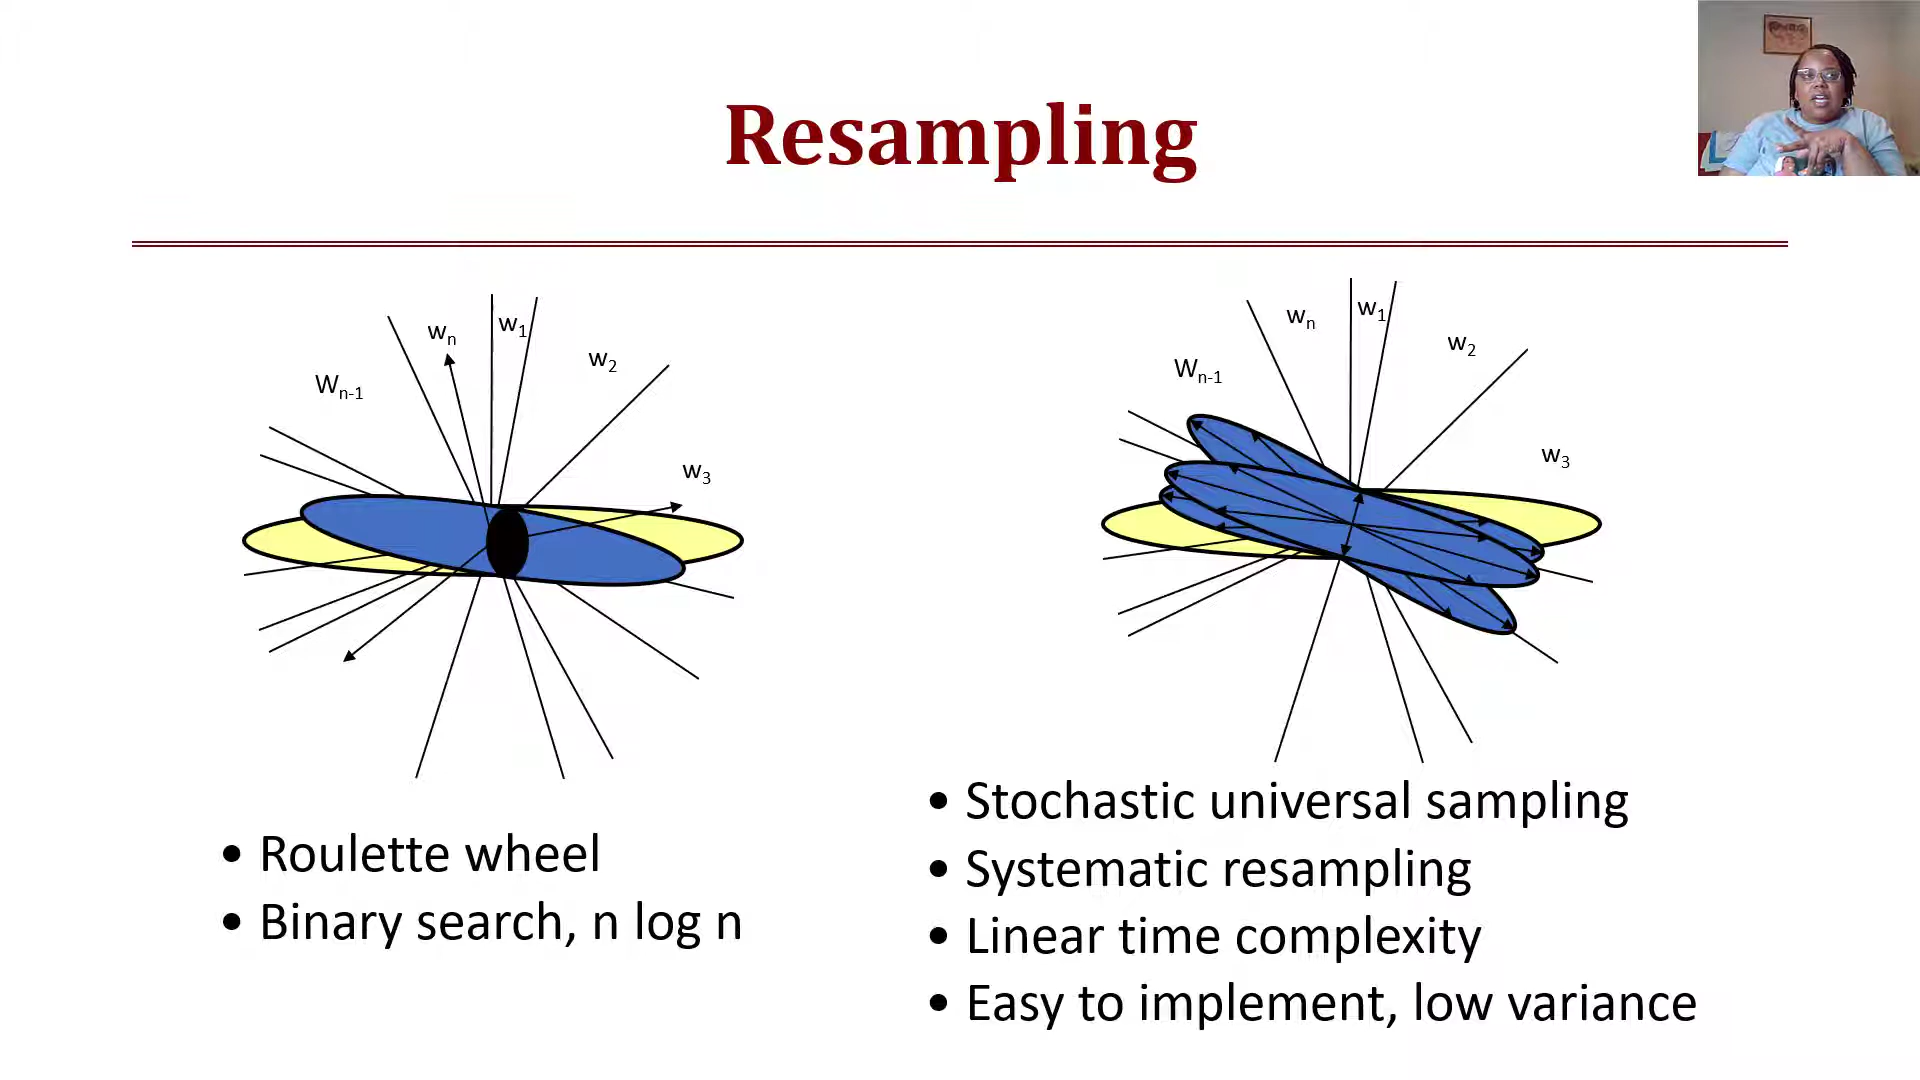 Resampling
W_n-1
w_n
w_1
w_2
w_3
• Roulette wheel
• Binary search, n log n
W_n-1
w_n
w_1
w_2
w_3
• Stochastic universal sampling
• Systematic resampling
• Linear time complexity
• Easy to implement, low variance